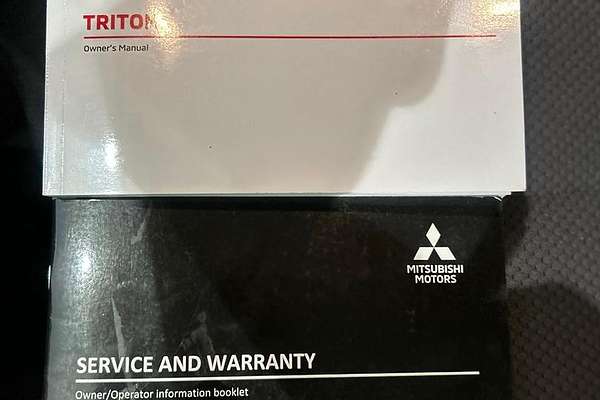 TRITON
Owner's Manual
MITSUBISHI
MOTORS
SERVICE AND WARRANTY
Owner/Operator information booklet